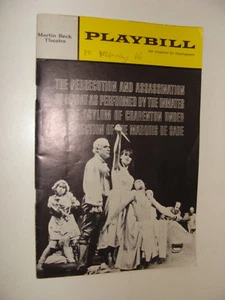 Martin Beck
Theatre
PLAYBILL
the magazine for theatregoers
THE PERSECUTION AND ASSASSINATION
OF MARAT AS PERFORMED BY THE INMATES
OF THE ASYLUM OF CHARENTON UNDER
THE DIRECTION OF THE MARQUIS DE SADE